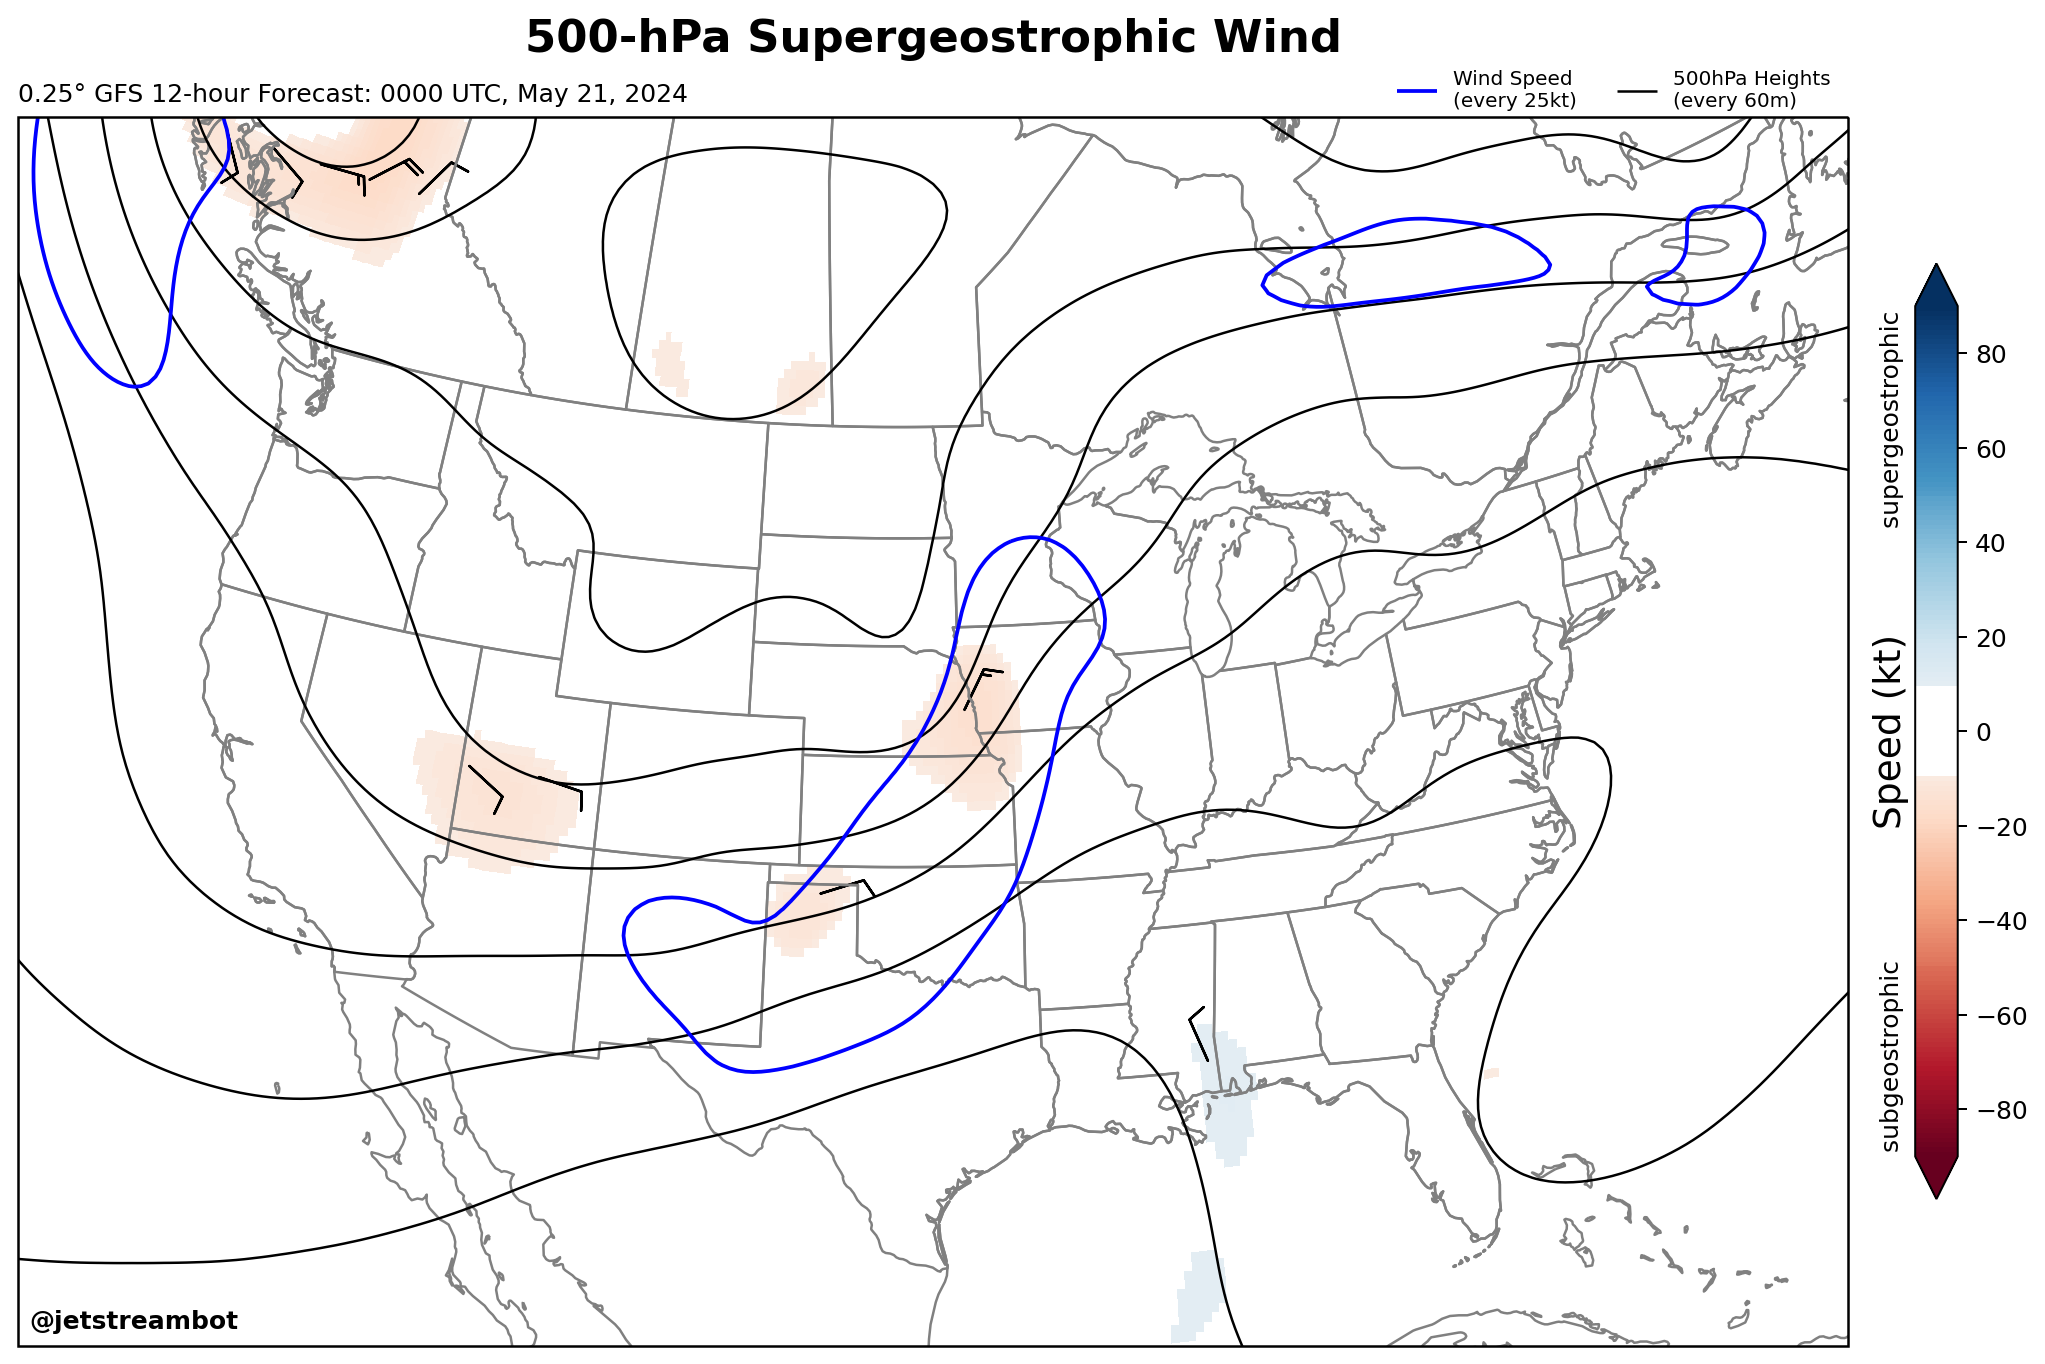 500-hPa Supergeostrophic Wind
0.25° GFS 12-hour Forecast: 0000 UTC, May 21, 2024
Wind Speed
(every 25kt)
500hPa Heights
(every 60m)
supergeostrophic
Speed (kt)
subgeostrophic
80
60
40
20
0
−20
−40
−60
−80
@jetstreambot